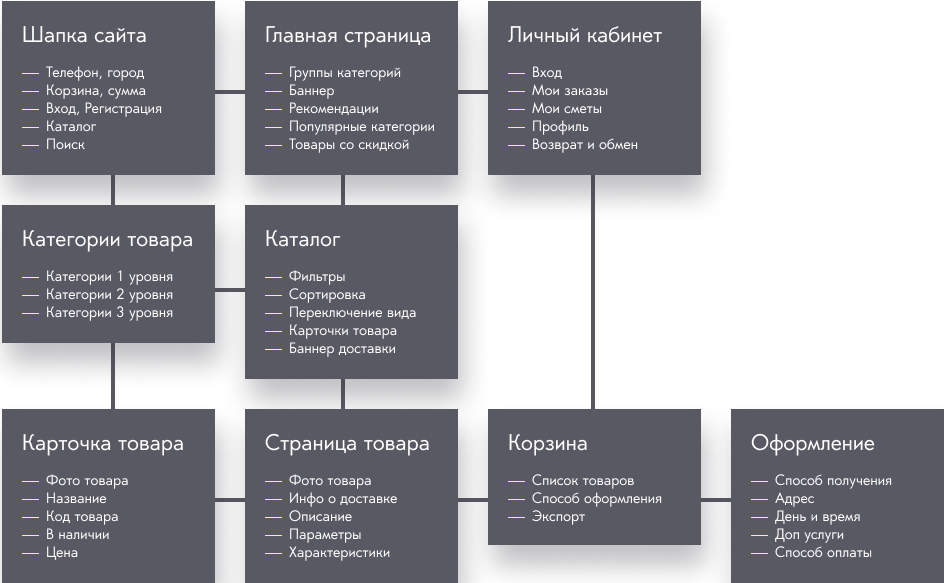 Шапка сайта
— Телефон, город
— Корзина, сумма
— Вход, Регистрация
— Каталог
— Поиск
Главная страница
— Группы категорий
— Баннер
— Рекомендации
— Популярные категории
— Товары со скидкой
Личный кабинет
— Вход
— Мои заказы
— Мои сметы
— Профиль
— Возврат и обмен
Категории товара
— Категории 1 уровня
— Категории 2 уровня
— Категории 3 уровня
Каталог
— Фильтры
— Сортировка
— Переключение вида
— Карточки товара
— Баннер доставки
Карточка товара
— Фото товара
— Название
— Код товара
— В наличии
— Цена
Страница товара
— Фото товара
— Инфо о доставке
— Описание
— Параметры
— Характеристики
Корзина
— Список товаров
— Способ оформления
— Экспорт
Оформление
— Способ получения
— Адрес
— День и время
— Доп услуги
— Способ оплаты